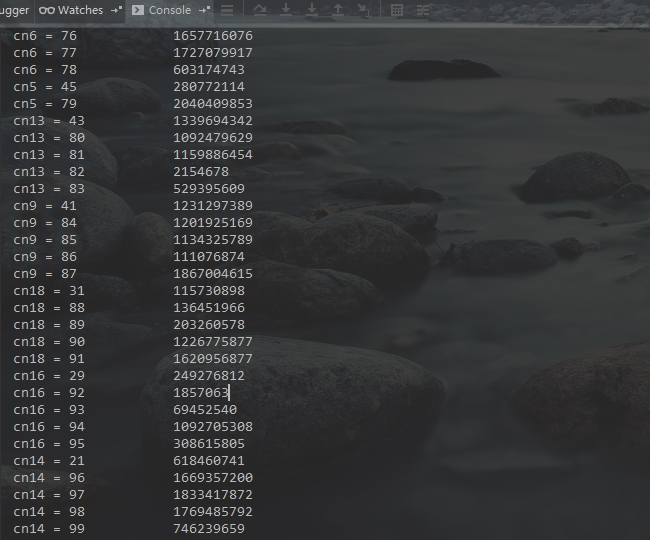 ugger Watches Console
cn6 = 76 1657716076
cn6 = 77 1727079917
cn6 = 78 603174743
cn5 = 45 280772114
cn5 = 79 2040409853
cn13 = 43 1339694342
cn13 = 80 1092479629
cn13 = 81 1159886454
cn13 = 82 2154678
cn13 = 83 529395609
cn9 = 41 1231297389
cn9 = 84 1201925169
cn9 = 85 1134325789
cn9 = 86 111076874
cn9 = 87 1867004615
cn18 = 31 115730898
cn18 = 88 136451966
cn18 = 89 203260578
cn18 = 90 1226775877
cn18 = 91 1620956877
cn16 = 29 249276812
cn16 = 92 1857063
cn16 = 93 69452540
cn16 = 94 1092705308
cn16 = 95 308615805
cn14 = 21 618460741
cn14 = 96 1669357200
cn14 = 97 1833417872
cn14 = 98 1769485792
cn14 = 99 746239659